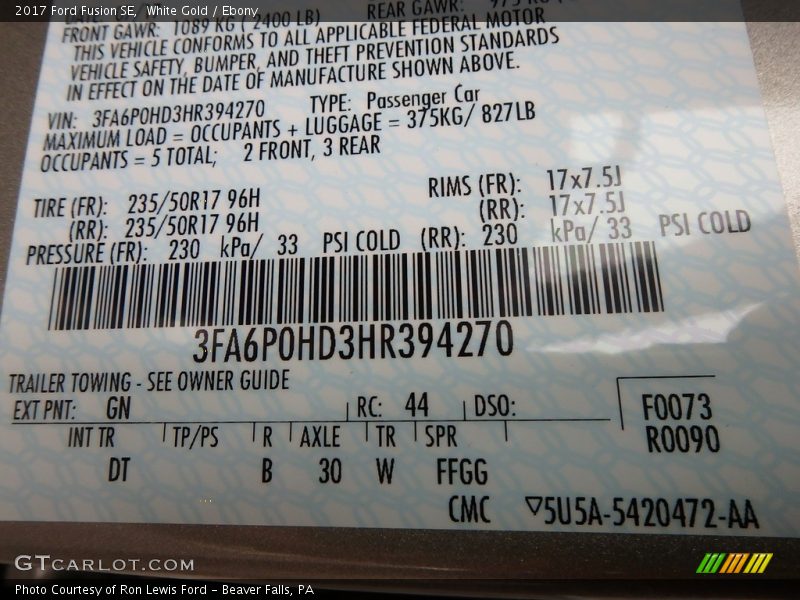 2017 Ford Fusion SE, White Gold / Ebony
REAR GAWR:
FRONT GAWR: 1089 KG ( 2400 LB)
THIS VEHICLE CONFORMS TO ALL APPLICABLE FEDERAL MOTOR
VEHICLE SAFETY, BUMPER, AND THEFT PREVENTION STANDARDS
IN EFFECT ON THE DATE OF MANUFACTURE SHOWN ABOVE.
VIN: 3FA6P0HD3HR394270 TYPE: Passenger Car
MAXIMUM LOAD = OCCUPANTS + LUGGAGE = 375KG/ 827LB
OCCUPANTS = 5 TOTAL; 2 FRONT, 3 REAR
TIRE (FR): 235/50R17 96H RIMS (FR): 17x7.5J
(RR): 235/50R17 96H (RR): 17x7.5J
PRESSURE (FR): 230 kPa/ 33 PSI COLD (RR): 230 kPa/ 33 PSI COLD
3FA6P0HD3HR394270
TRAILER TOWING - SEE OWNER GUIDE
EXT PNT: GN RC: 44 DSO: F0073
INT TR TP/PS R AXLE TR SPR R0090
DT B 30 W FFGG
CMC ▽5U5A-5420472-AA
GTCARLOT.COM
Photo Courtesy of Ron Lewis Ford - Beaver Falls, PA